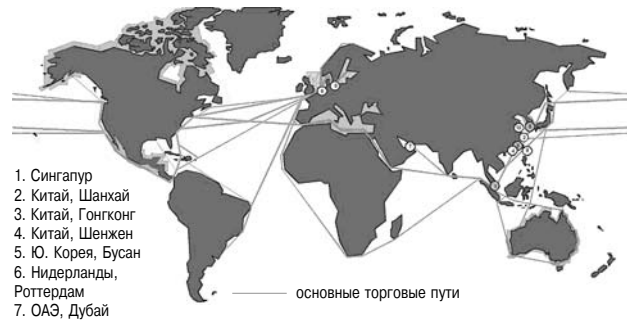 1. Сингапур
2. Китай, Шанхай
3. Китай, Гонгконг
4. Китай, Шенжен
5. Ю. Корея, Бусан
6. Нидерланды,
Роттердам
7. ОАЭ, Дубай
основные торговые пути